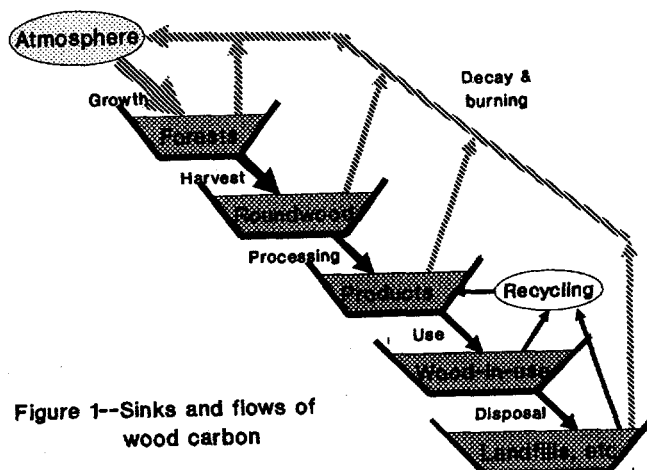 Atmosphere
Decay &
burning
Growth
Forests
Harvest
Roundwood
Processing
Products
Recycling
Use
Wood-in-use
Disposal
Landfills, etc
Figure 1--Sinks and flows of
wood carbon